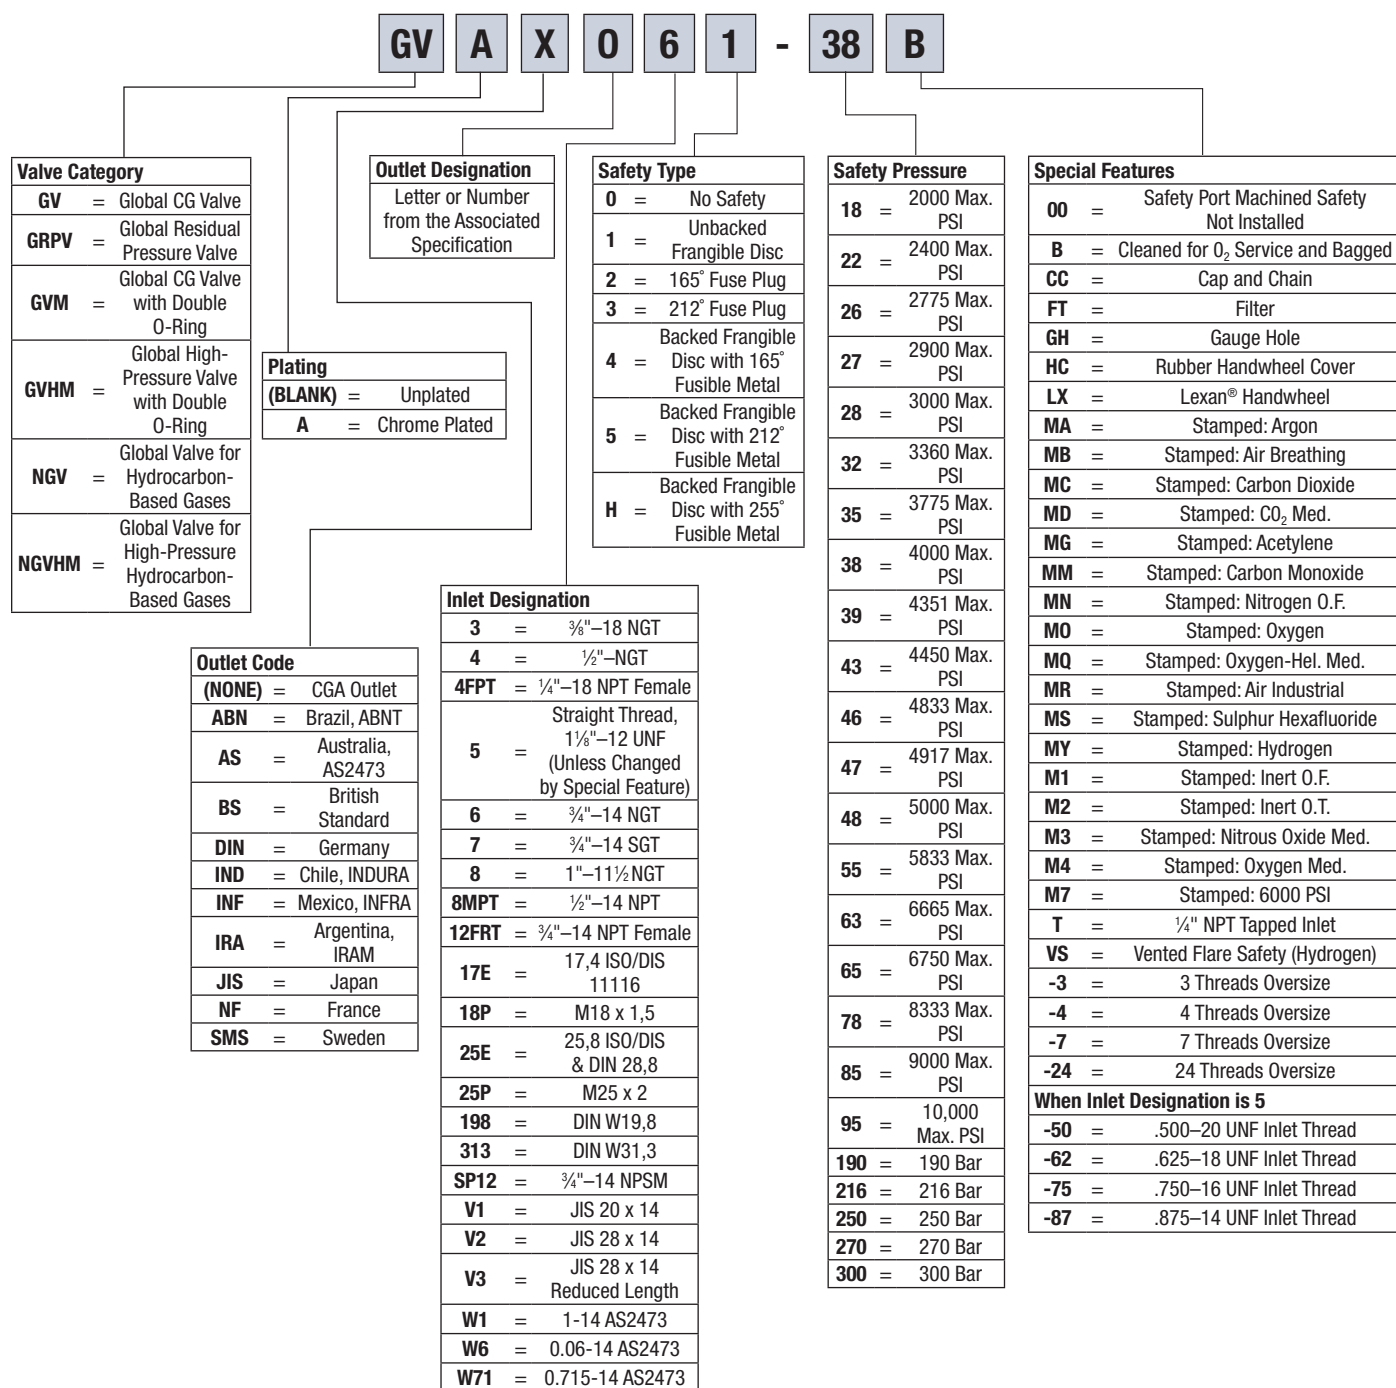 GV A X 0 6 1 - 38 B
Valve Category
GV = Global CG Valve
GRPV = Global Residual
Pressure Valve
GVM = Global CG Valve
with Double
O-Ring
GVHM = Global High-
Pressure Valve
with Double
O-Ring
NGV = Global Valve for
Hydrocarbon-
Based Gases
NGVHM = Global Valve for
High-Pressure
Hydrocarbon-
Based Gases
Plating
(BLANK) = Unplated
A = Chrome Plated
Outlet Code
(NONE) = CGA Outlet
ABN = Brazil, ABNT
AS = Australia,
AS2473
BS = British
Standard
DIN = Germany
IND = Chile, INDURA
INF = Mexico, INFRA
IRA = Argentina,
IRAM
JIS = Japan
NF = France
SMS = Sweden
Outlet Designation
Letter or Number
from the Associated
Specification
Inlet Designation
3 = ⅜"–18 NGT
4 = ½"–NGT
4FPT = ¼"–18 NPT Female
5 = Straight Thread,
1⅛"–12 UNF
(Unless Changed
by Special Feature)
6 = ¾"–14 NGT
7 = ¾"–14 SGT
8 = 1"–11½ NGT
8MPT = ½"–14 NPT
12FRT = ¾"–14 NPT Female
17E = 17,4 ISO/DIS
11116
18P = M18 x 1,5
25E = 25,8 ISO/DIS
& DIN 28,8
25P = M25 x 2
198 = DIN W19,8
313 = DIN W31,3
SP12 = ¾"–14 NPSM
V1 = JIS 20 x 14
V2 = JIS 28 x 14
V3 = JIS 28 x 14
Reduced Length
W1 = 1-14 AS2473
W6 = 0.06-14 AS2473
W71 = 0.715-14 AS2473
Safety Type
0 = No Safety
1 = Unbacked
Frangible Disc
2 = 165° Fuse Plug
3 = 212° Fuse Plug
4 = Backed Frangible
Disc with 165°
Fusible Metal
5 = Backed Frangible
Disc with 212°
Fusible Metal
H = Backed Frangible
Disc with 255°
Fusible Metal
Safety Pressure
18 = 2000 Max.
PSI
22 = 2400 Max.
PSI
26 = 2775 Max.
PSI
27 = 2900 Max.
PSI
28 = 3000 Max.
PSI
32 = 3360 Max.
PSI
35 = 3775 Max.
PSI
38 = 4000 Max.
PSI
39 = 4351 Max.
PSI
43 = 4450 Max.
PSI
46 = 4833 Max.
PSI
47 = 4917 Max.
PSI
48 = 5000 Max.
PSI
55 = 5833 Max.
PSI
63 = 6665 Max.
PSI
65 = 6750 Max.
PSI
78 = 8333 Max.
PSI
85 = 9000 Max.
PSI
95 = 10,000
Max. PSI
190 = 190 Bar
216 = 216 Bar
250 = 250 Bar
270 = 270 Bar
300 = 300 Bar
Special Features
00 = Safety Port Machined Safety
Not Installed
B = Cleaned for O₂ Service and Bagged
CC = Cap and Chain
FT = Filter
GH = Gauge Hole
HC = Rubber Handwheel Cover
LX = Lexan® Handwheel
MA = Stamped: Argon
MB = Stamped: Air Breathing
MC = Stamped: Carbon Dioxide
MD = Stamped: CO₂ Med.
MG = Stamped: Acetylene
MM = Stamped: Carbon Monoxide
MN = Stamped: Nitrogen O.F.
MO = Stamped: Oxygen
MQ = Stamped: Oxygen-Hel. Med.
MR = Stamped: Air Industrial
MS = Stamped: Sulphur Hexafluoride
MY = Stamped: Hydrogen
M1 = Stamped: Inert O.F.
M2 = Stamped: Inert O.T.
M3 = Stamped: Nitrous Oxide Med.
M4 = Stamped: Oxygen Med.
M7 = Stamped: 6000 PSI
T = ¼" NPT Tapped Inlet
VS = Vented Flare Safety (Hydrogen)
-3 = 3 Threads Oversize
-4 = 4 Threads Oversize
-7 = 7 Threads Oversize
-24 = 24 Threads Oversize
When Inlet Designation is 5
-50 = .500–20 UNF Inlet Thread
-62 = .625–18 UNF Inlet Thread
-75 = .750–16 UNF Inlet Thread
-87 = .875–14 UNF Inlet Thread